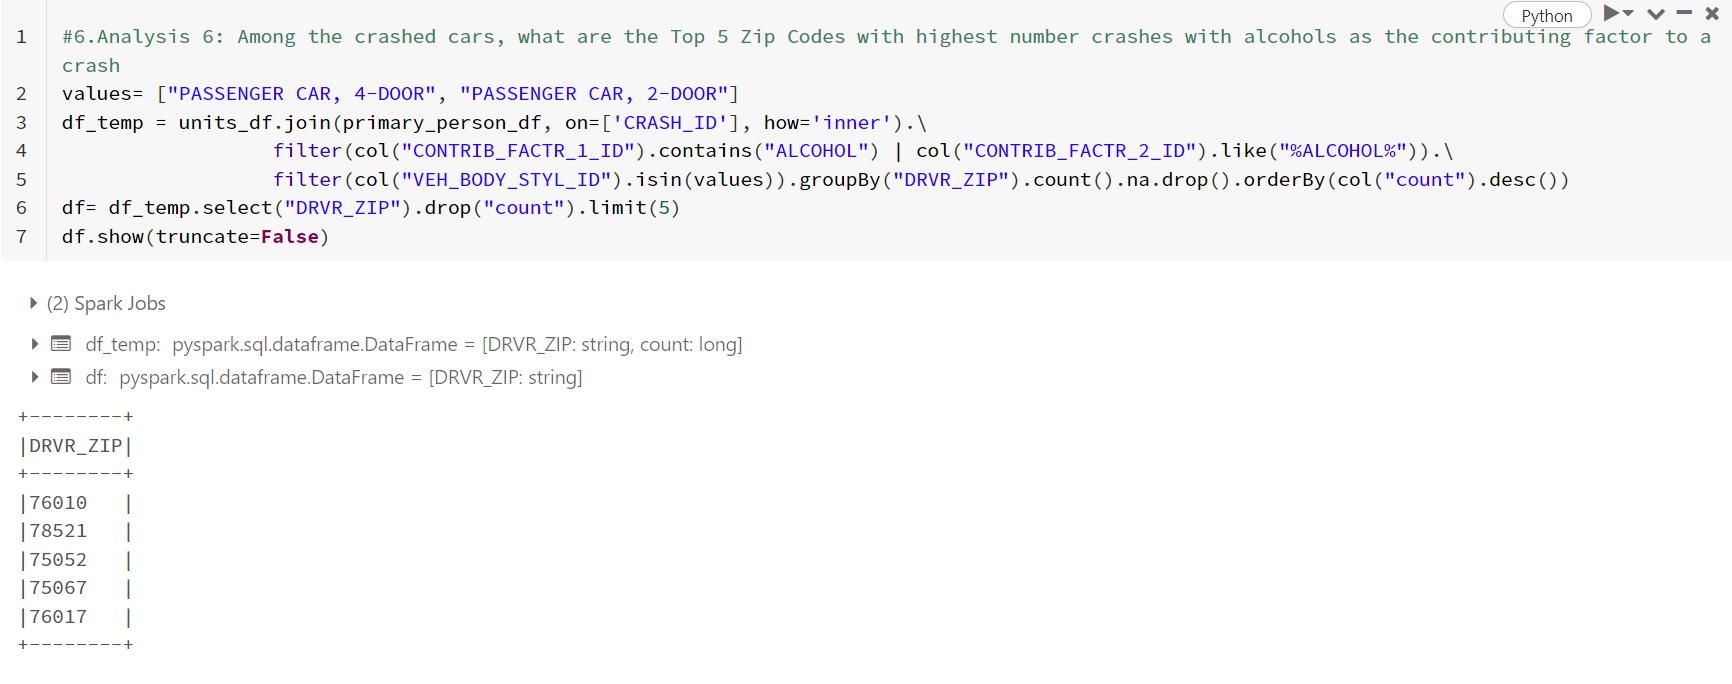 Python
1 #6.Analysis 6: Among the crashed cars, what are the Top 5 Zip Codes with highest number crashes with alcohols as the contributing factor to a
crash
2 values= ["PASSENGER CAR, 4-DOOR", "PASSENGER CAR, 2-DOOR"]
3 df_temp = units_df.join(primary_person_df, on=['CRASH_ID'], how='inner').\
4 filter(col("CONTRIB_FACTR_1_ID").contains("ALCOHOL") | col("CONTRIB_FACTR_2_ID").like("%ALCOHOL%")).\
5 filter(col("VEH_BODY_STYL_ID").isin(values)).groupBy("DRVR_ZIP").count().na.drop().orderBy(col("count").desc())
6 df= df_temp.select("DRVR_ZIP").drop("count").limit(5)
7 df.show(truncate=False)
(2) Spark Jobs
df_temp: pyspark.sql.dataframe.DataFrame = [DRVR_ZIP: string, count: long]
df: pyspark.sql.dataframe.DataFrame = [DRVR_ZIP: string]
+--------+
|DRVR_ZIP|
+--------+
|76010   |
|78521   |
|75052   |
|75067   |
|76017   |
+--------+